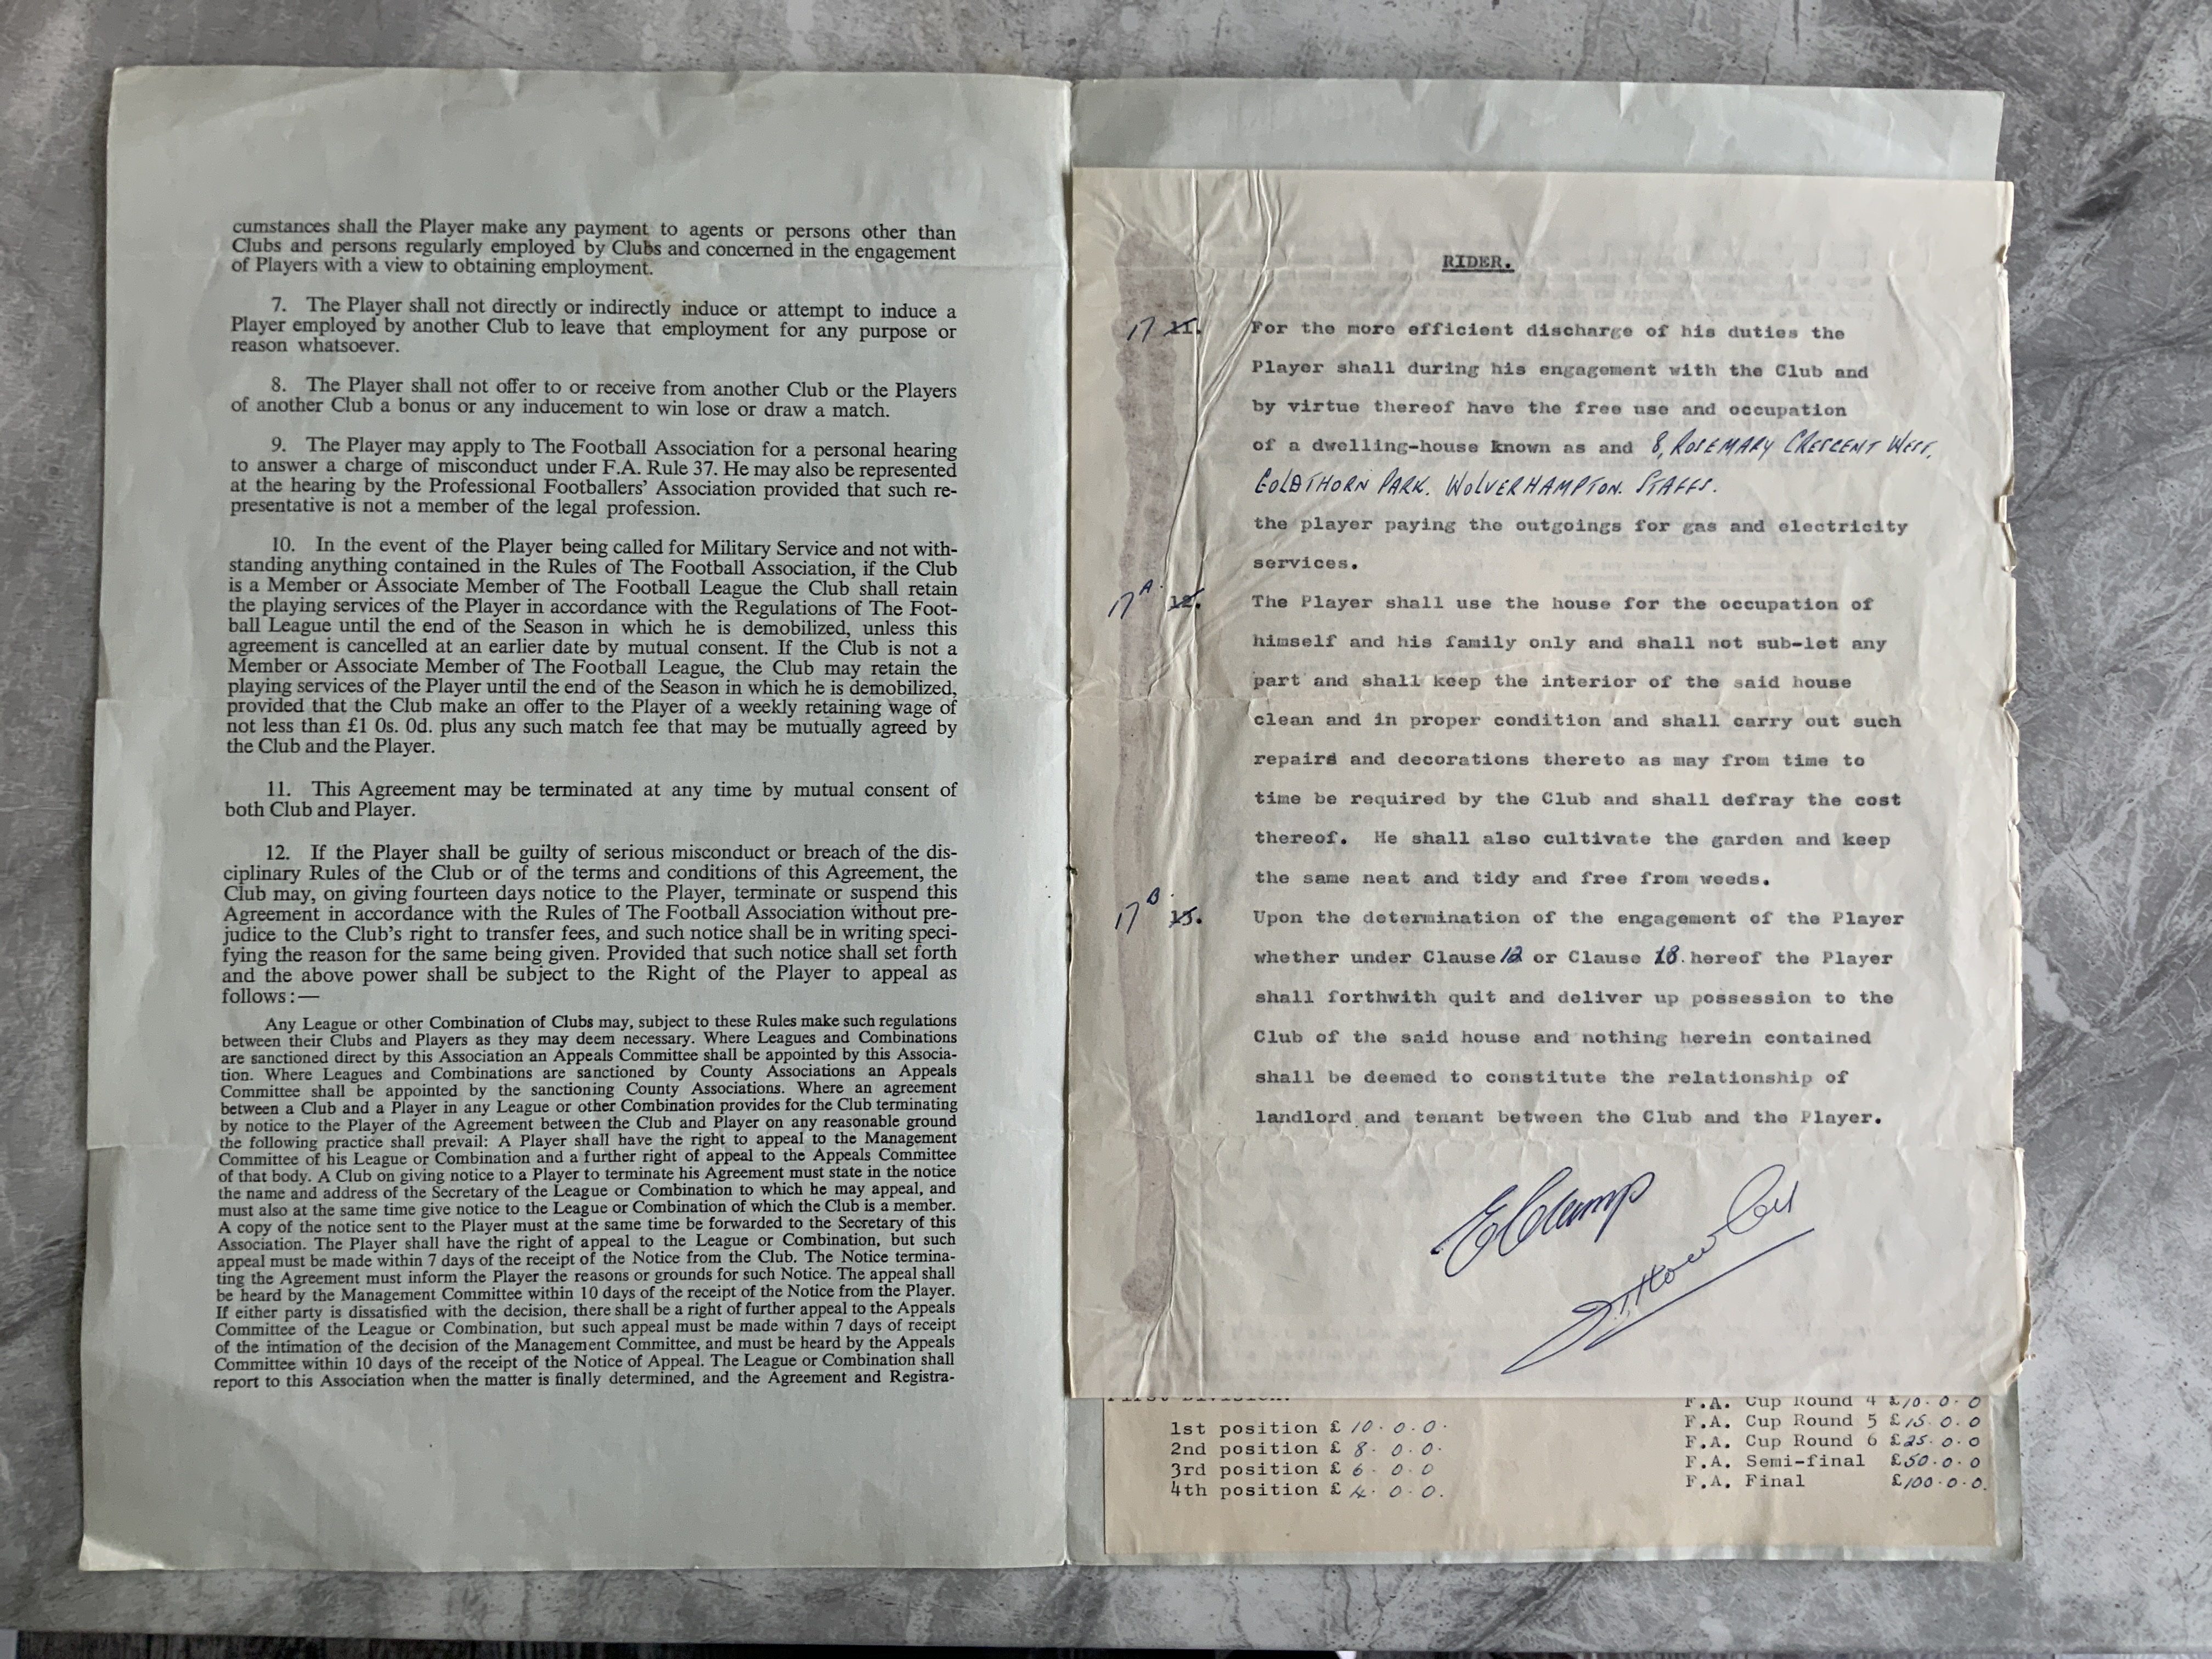 cumstances shall the Player make any payment to agents or persons other than
Clubs and persons regularly employed by Clubs and concerned in the engagement
of Players with a view to obtaining employment.
7. The Player shall not directly or indirectly induce or attempt to induce a
Player employed by another Club to leave that employment for any purpose or
reason whatsoever.
8. The Player shall not offer to or receive from another Club or the Players
of another Club a bonus or any inducement to win lose or draw a match.
9. The Player may apply to The Football Association for a personal hearing
to answer a charge of misconduct under F.A. Rule 37. He may also be represented
at the hearing by the Professional Footballers' Association provided that such re-
presentative is not a member of the legal profession.
10. In the event of the Player being called for Military Service and not with-
standing anything contained in the Rules of The Football Association, if the Club
is a Member or Associate Member of The Football League the Club shall retain
the playing services of the Player in accordance with the Regulations of The Foot-
ball League until the end of the Season in which he is demobilized, unless this
agreement is cancelled at an earlier date by mutual consent. If the Club is not a
Member or Associate Member of The Football League, the Club may retain the
playing services of the Player until the end of the Season in which he is demobilized,
provided that the Club make an offer to the Player of a weekly retaining wage of
not less than £1 0s. 0d. plus any such match fee that may be mutually agreed by
the Club and the Player.
11. This Agreement may be terminated at any time by mutual consent of
both Club and Player.
12. If the Player shall be guilty of serious misconduct or breach of the dis-
ciplinary Rules of the Club or of the terms and conditions of this Agreement, the
Club may, on giving fourteen days notice to the Player, terminate or suspend this
Agreement in accordance with the Rules of The Football Association without pre-
judice to the Club's right to transfer fees, and such notice shall be in writing speci-
fying the reason for the same being given. Provided that such notice shall set forth
and the above power shall be subject to the Right of the Player to appeal as
follows:—
Any League or other Combination of Clubs may, subject to these Rules make such regulations
between their Clubs and Players as they may deem necessary. Where Leagues and Combinations
are sanctioned direct by this Association an Appeals Committee shall be appointed by this Associa-
tion. Where Leagues and Combinations are sanctioned by County Associations an Appeals
Committee shall be appointed by the sanctioning County Associations. Where an agreement
between a Club and a Player in any League or other Combination provides for the Club terminating
by notice to the Player of the Agreement between the Club and Player on any reasonable ground
the following practice shall prevail: A Player shall have the right to appeal to the Management
Committee of his League or Combination and a further right of appeal to the Appeals Committee
of that body. A Club on giving notice to a Player to terminate his Agreement must state in the notice
the name and address of the Secretary of the League or Combination to which he may appeal, and
must also at the same time give notice to the League or Combination of which the Club is a member.
A copy of the notice sent to the Player must at the same time be forwarded to the Secretary of this
Association. The Player shall have the right of appeal to the League or Combination, but such
appeal must be made within 7 days of the receipt of the Notice from the Club. The Notice termina-
ting the Agreement must inform the Player the reasons or grounds for such Notice. The appeal shall
be heard by the Management Committee within 10 days of the receipt of the Notice from the Player.
If either party is dissatisfied with the decision, there shall be a right of further appeal to the Appeals
Committee of the League or Combination, but such appeal must be made within 7 days of receipt
of the intimation of the decision of the Management Committee, and must be heard by the Appeals
Committee within 10 days of the receipt of the Notice of Appeal. The League or Combination shall
report to this Association when the matter is finally determined, and the Agreement and Registra-
RIDER.
17 11. For the more efficient discharge of his duties the
Player shall during his engagement with the Club and
by virtue thereof have the free use and occupation
of a dwelling-house known as and 8, ROSEMARY CRESCENT WEST,
GOLDTHORN PARK. WOLVERHAMPTON. STAFFS.
the player paying the outgoings for gas and electricity
services.
17A. 12. The Player shall use the house for the occupation of
himself and his family only and shall not sub-let any
part and shall keep the interior of the said house
clean and in proper condition and shall carry out such
repairs and decorations thereto as may from time to
time be required by the Club and shall defray the cost
thereof. He shall also cultivate the garden and keep
the same neat and tidy and free from weeds.
17B. 13. Upon the determination of the engagement of the Player
whether under Clause 12 or Clause 18. hereof the Player
shall forthwith quit and deliver up possession to the
Club of the said house and nothing herein contained
shall be deemed to constitute the relationship of
landlord and tenant between the Club and the Player.
First Division.
1st position £ 10.0.0.
2nd position £ 8.0.0.
3rd position £ 6.0.0
4th position £ 4.0.0.
F.A. Cup Round 4 £10.0.0
F.A. Cup Round 5 £15.0.0
F.A. Cup Round 6 £25.0.0
F.A. Semi-final £50.0.0
F.A. Final £100.0.0.